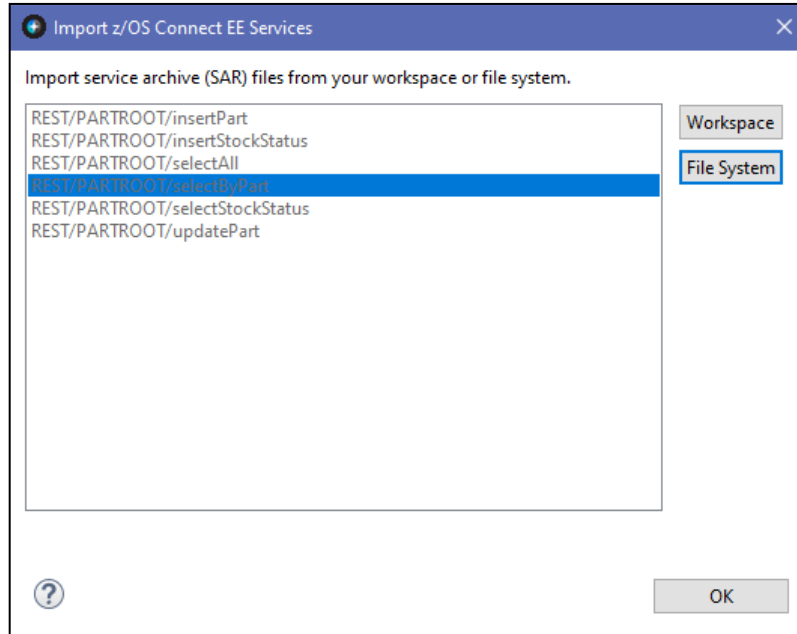 Import z/OS Connect EE Services
Import service archive (SAR) files from your workspace or file system.
REST/PARTROOT/insertPart
REST/PARTROOT/insertStockStatus
REST/PARTROOT/selectAll
REST/PARTROOT/selectByPart
REST/PARTROOT/selectStockStatus
REST/PARTROOT/updatePart
Workspace
File System
?
OK